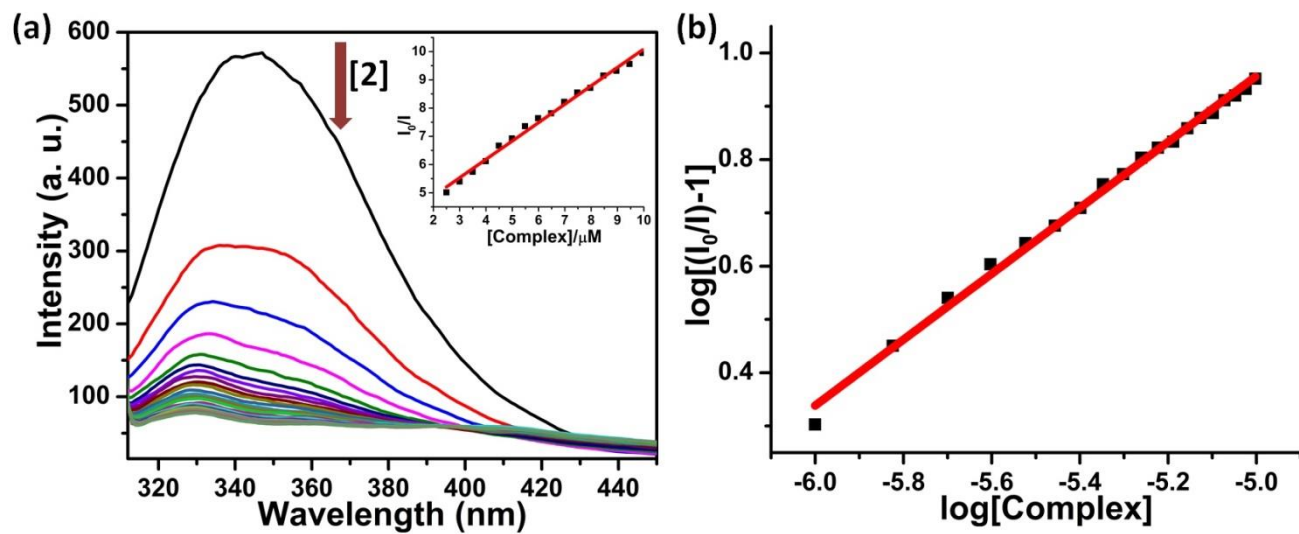 (a)
600
500
400
300
200
100
Intensity (a. u.)
320 340 360 380 400 420 440
Wavelength (nm)
[2]
10
9
8
7
6
5
I0/I
2 3 4 5 6 7 8 9 10
[Complex]/μM
(b)
1.0
0.8
0.6
0.4
log[(I0/I)-1]
-6.0 -5.8 -5.6 -5.4 -5.2 -5.0
log[Complex]